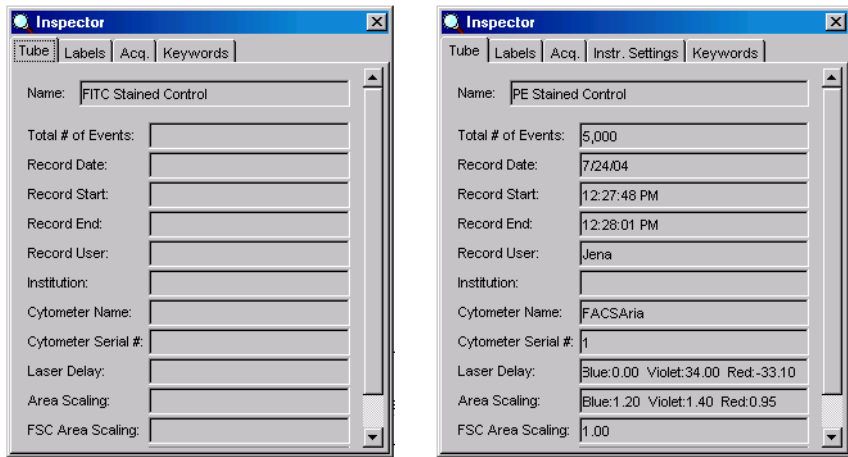 Inspector
Tube Labels Acq. Keywords
Name: FITC Stained Control
Total # of Events:
Record Date:
Record Start:
Record End:
Record User:
Institution:
Cytometer Name:
Cytometer Serial #:
Laser Delay:
Area Scaling:
FSC Area Scaling:
Inspector
Tube Labels Acq. Instr. Settings Keywords
Name: PE Stained Control
Total # of Events: 5,000
Record Date: 7/24/04
Record Start: 12:27:48 PM
Record End: 12:28:01 PM
Record User: Jena
Institution:
Cytometer Name: FACSAria
Cytometer Serial #: 1
Laser Delay: Blue:0.00 Violet:34.00 Red:-33.10
Area Scaling: Blue:1.20 Violet:1.40 Red:0.95
FSC Area Scaling: 1.00